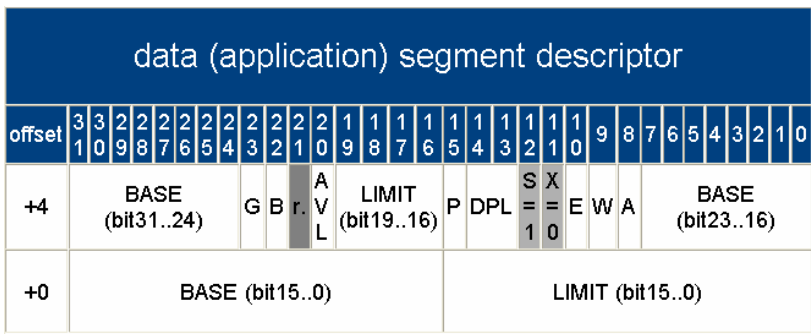 data (application) segment descriptor
offset 31 30 29 28 27 26 25 24 23 22 21 20 19 18 17 16 15 14 13 12 11 10 9 8 7 6 5 4 3 2 1 0
+4 BASE (bit31..24) G B r. AVL LIMIT (bit19..16) P DPL S=1 X=0 E W A BASE (bit23..16)
+0 BASE (bit15..0) LIMIT (bit15..0)